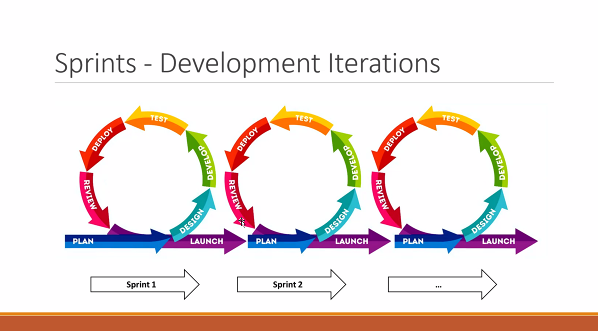 Sprints - Development Iterations
TEST
DEPLOY
DEVELOP
REVIEW
DESIGN
PLAN
LAUNCH
TEST
DEPLOY
DEVELOP
REVIEW
DESIGN
PLAN
LAUNCH
TEST
DEPLOY
DEVELOP
REVIEW
DESIGN
PLAN
LAUNCH
Sprint 1
Sprint 2
...